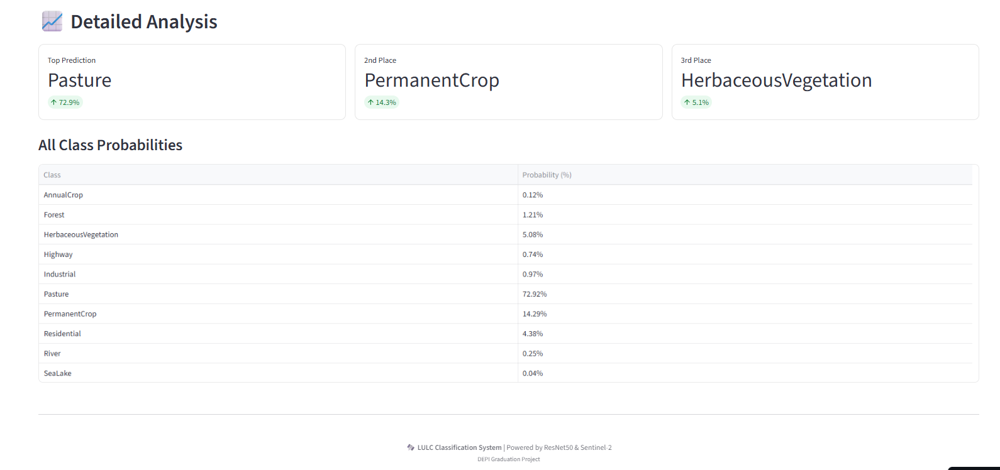 Detailed Analysis
Top Prediction
Pasture
↑ 72.9%
2nd Place
PermanentCrop
↑ 14.3%
3rd Place
HerbaceousVegetation
↑ 5.1%
All Class Probabilities
Class Probability (%)
AnnualCrop 0.12%
Forest 1.21%
HerbaceousVegetation 5.08%
Highway 0.74%
Industrial 0.97%
Pasture 72.92%
PermanentCrop 14.29%
Residential 4.38%
River 0.25%
SeaLake 0.04%
LULC Classification System | Powered by ResNet50 & Sentinel-2
DEPI Graduation Project